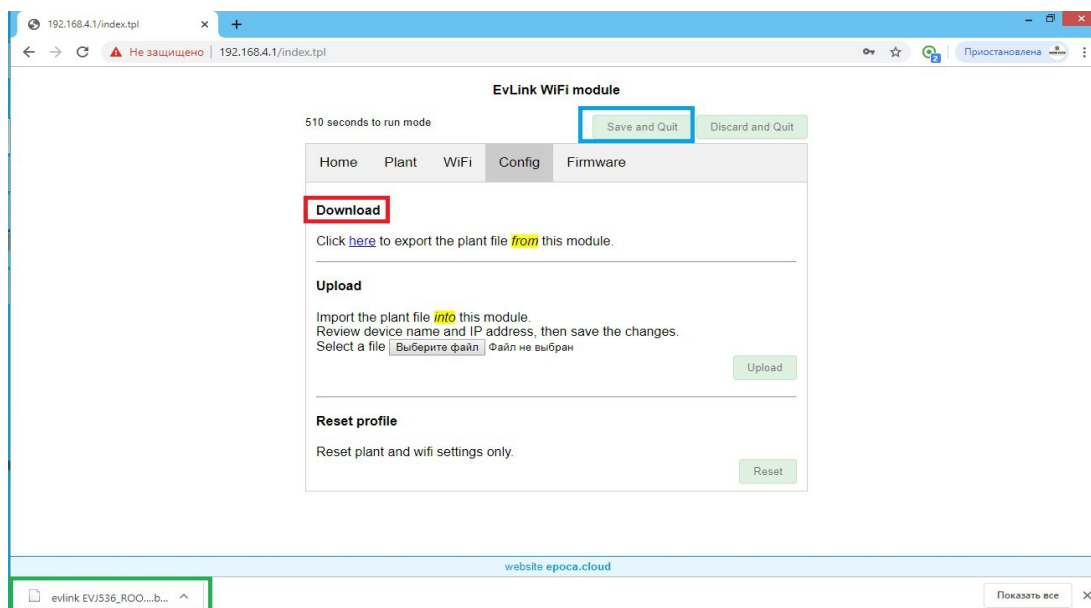 192.168.4.1/index.tpl
Не защищено | 192.168.4.1/index.tpl
2
Приостановлена
EvLink WiFi module
510 seconds to run mode
Save and Quit
Discard and Quit
Home Plant WiFi Config Firmware
Download
Click here to export the plant file from this module.
Upload
Import the plant file into this module.
Review device name and IP address, then save the changes.
Select a file Выберите файл Файл не выбран
Upload
Reset profile
Reset plant and wifi settings only.
Reset
website epoca.cloud
evlink EVJ536_ROO....b...
Показать все